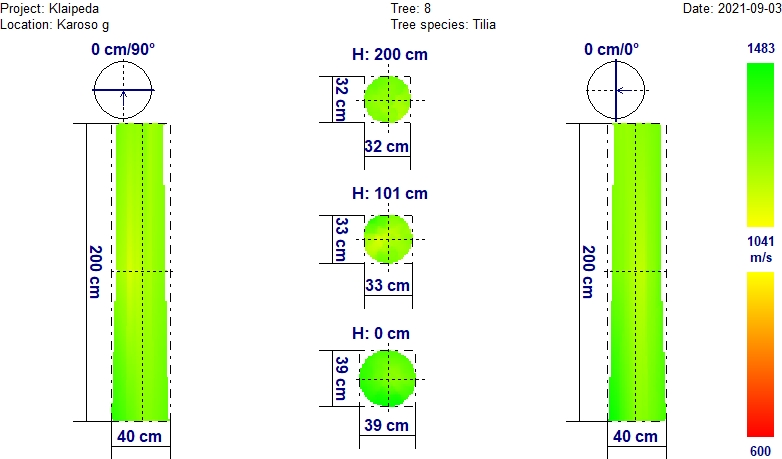 Project: Klaipeda
Tree: 8
Date: 2021-09-03
Location: Karoso g
Tree species: Tilia
0 cm/90°
H: 200 cm
0 cm/0°
1483
32 cm
32 cm
H: 101 cm
33 cm
33 cm
200 cm
200 cm
1041
m/s
H: 0 cm
39 cm
39 cm
40 cm
40 cm
600